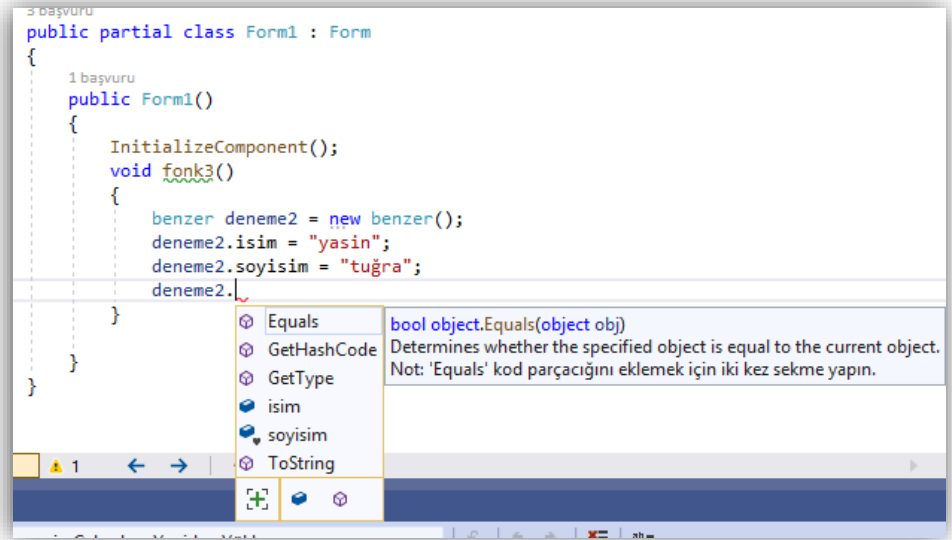 3 başvuru
public partial class Form1 : Form
{
1 başvuru
public Form1()
{
InitializeComponent();
void fonk3()
{
benzer deneme2 = new benzer();
deneme2.isim = "yasin";
deneme2.soyisim = "tuğra";
deneme2.
}
}
}
Equals
GetHashCode
GetType
isim
soyisim
ToString
bool object.Equals(object obj)
Determines whether the specified object is equal to the current object.
Not: 'Equals' kod parçacığını eklemek için iki kez sekme yapın.
1